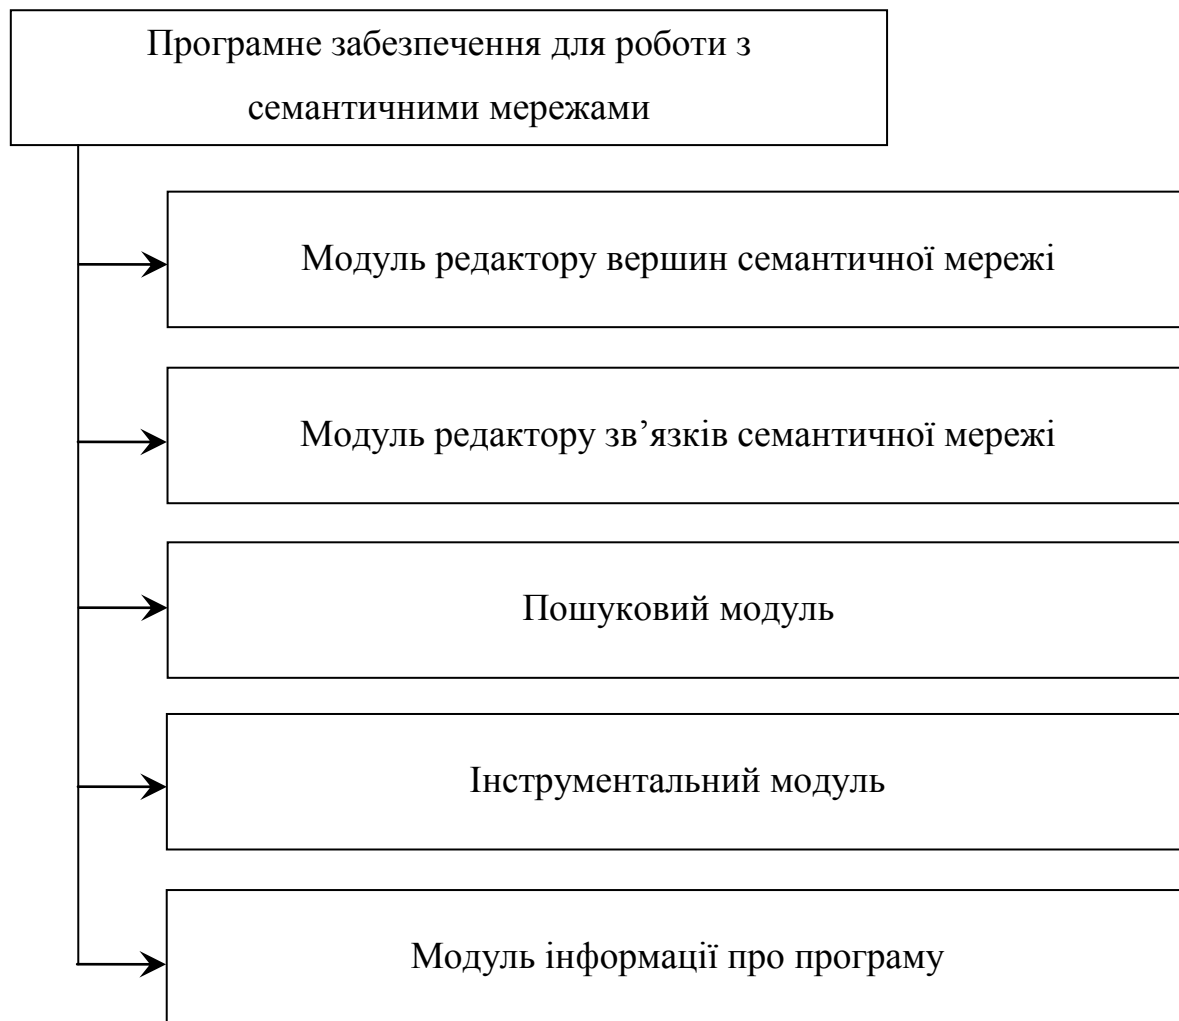 Програмне забезпечення для роботи з
семантичними мережами
Модуль редактору вершин семантичної мережі
Модуль редактору зв’язків семантичної мережі
Пошуковий модуль
Інструментальний модуль
Модуль інформації про програму